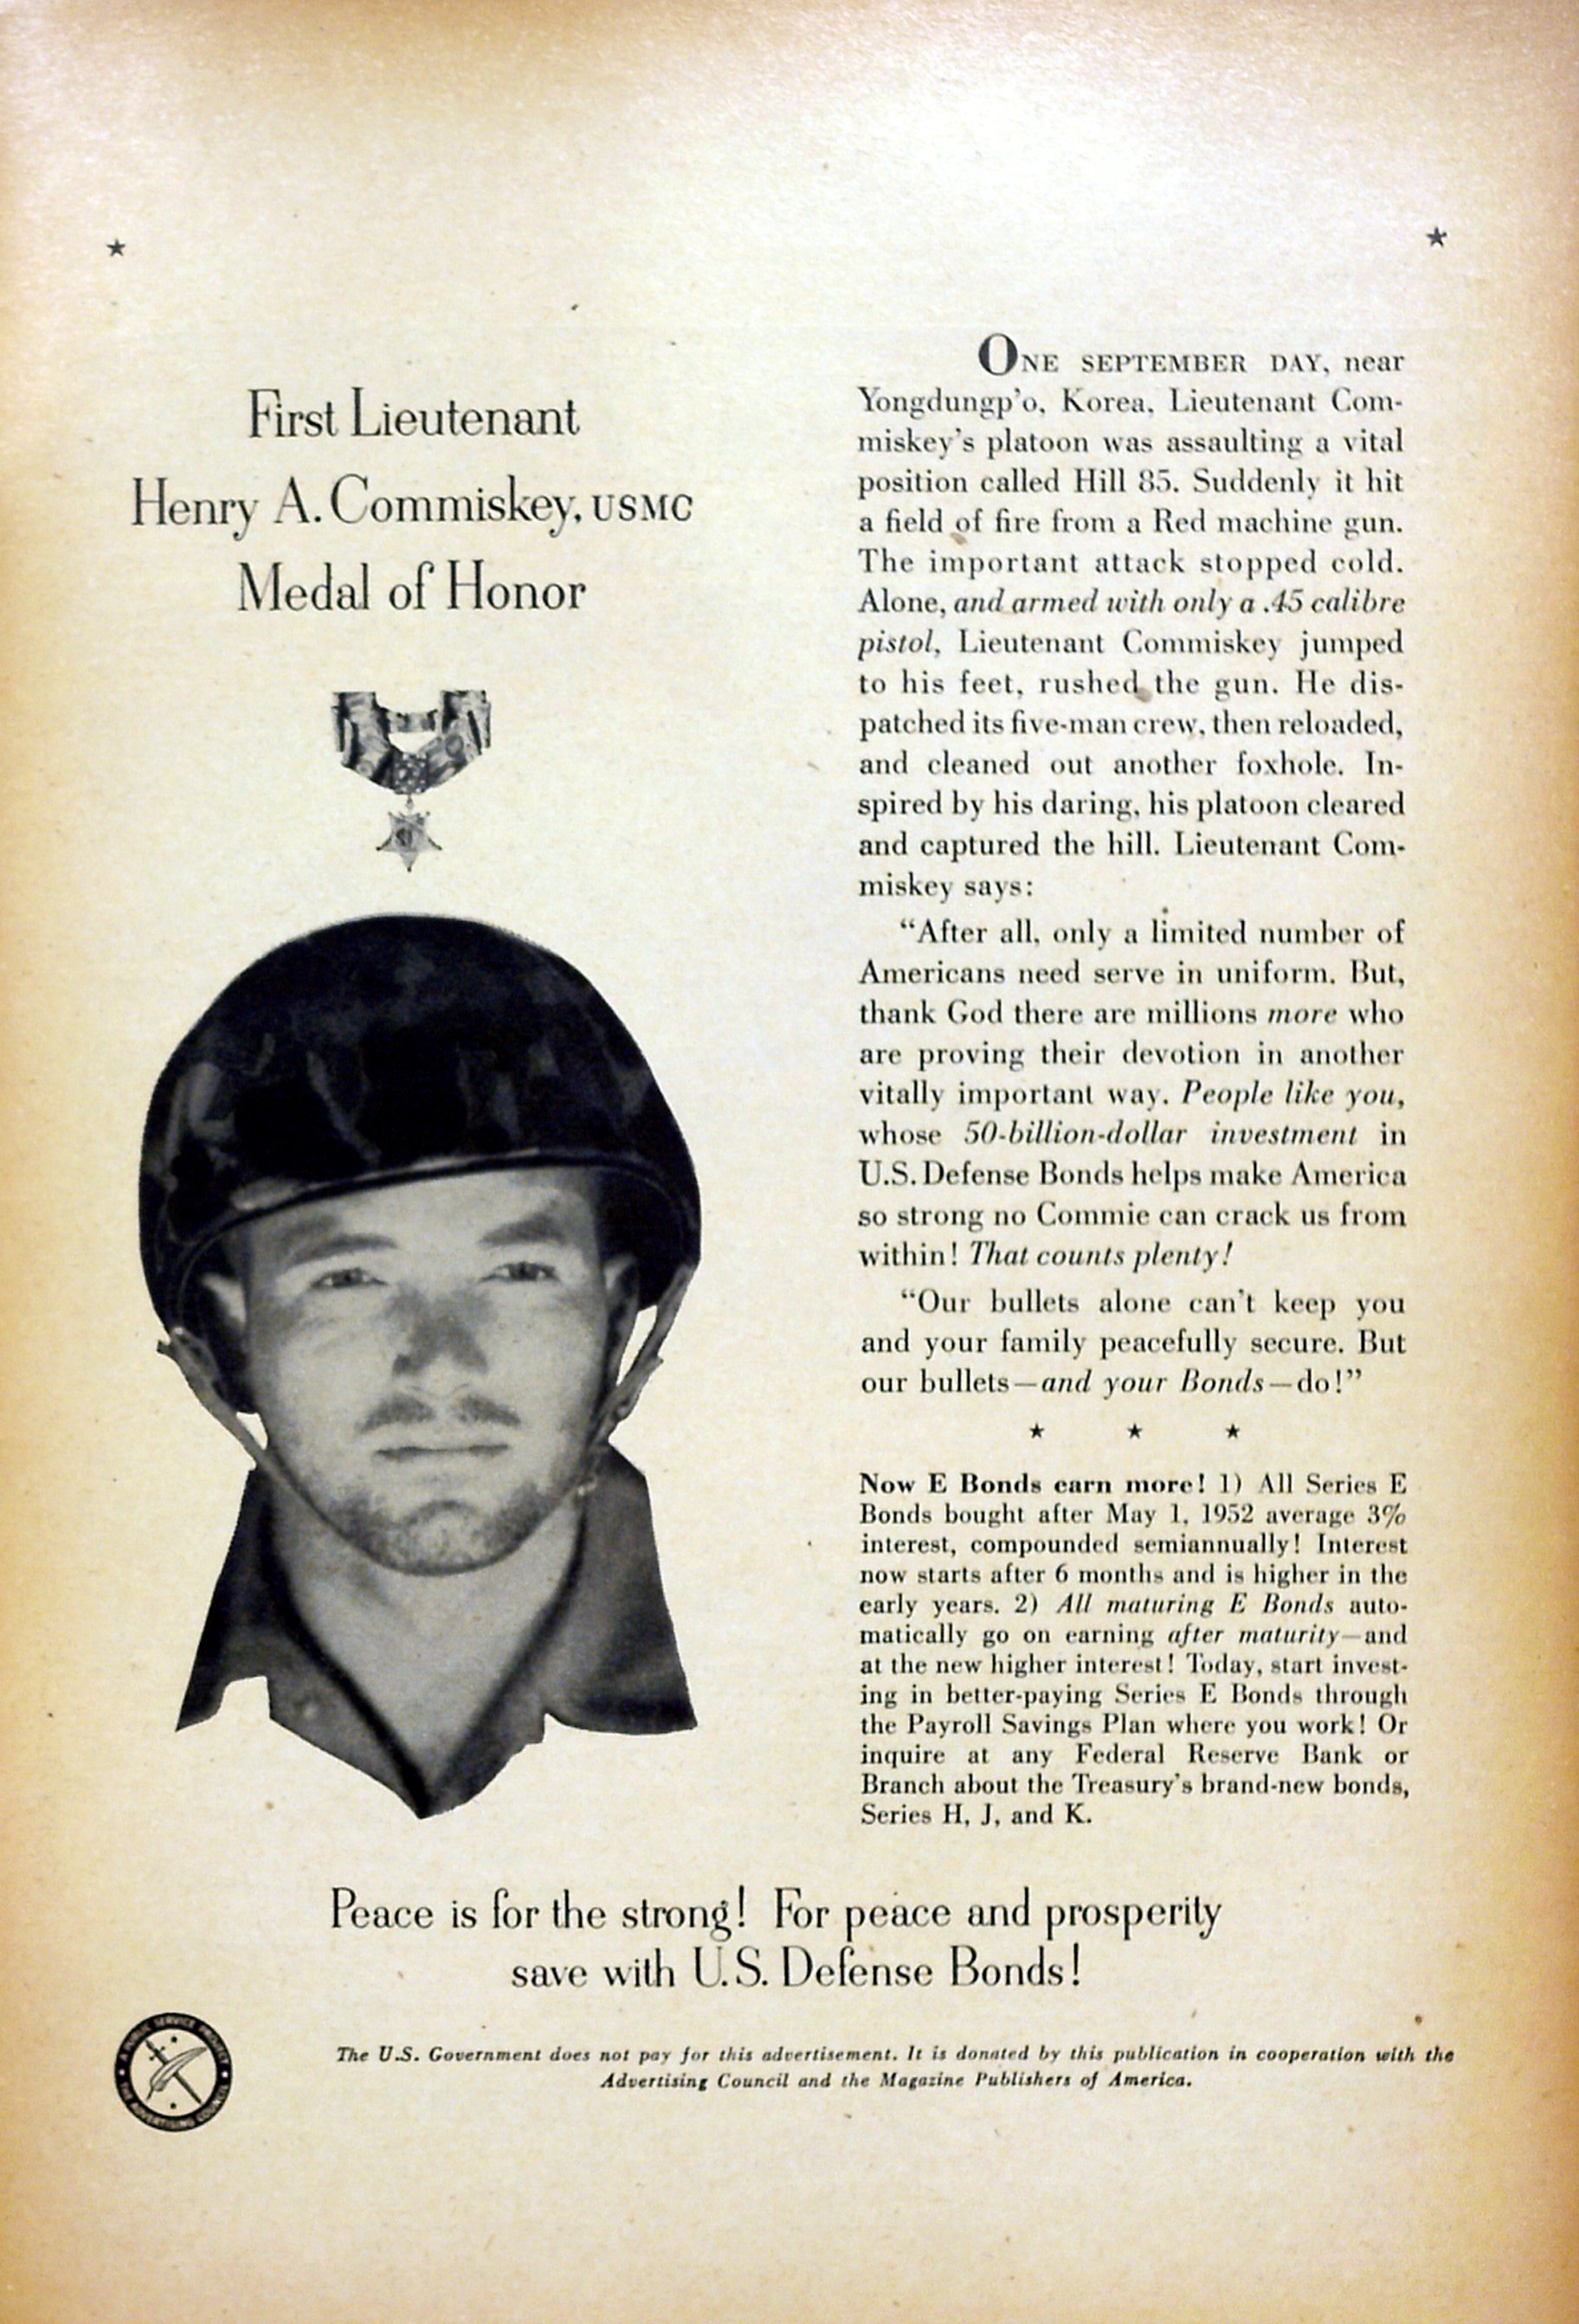 First Lieutenant
Henry A. Commiskey, USMC
Medal of Honor
ONE SEPTEMBER DAY, near
Yongdungp'o, Korea, Lieutenant Com-
miskey's platoon was assaulting a vital
position called Hill 85. Suddenly it hit
a field of fire from a Red machine gun.
The important attack stopped cold.
Alone, and armed with only a .45 calibre
pistol, Lieutenant Commiskey jumped
to his feet, rushed the gun. He dis-
patched its five-man crew, then reloaded,
and cleaned out another foxhole. In-
spired by his daring, his platoon cleared
and captured the hill. Lieutenant Com-
miskey says:
“After all, only a limited number of
Americans need serve in uniform. But,
thank God there are millions more who
are proving their devotion in another
vitally important way. People like you,
whose 50-billion-dollar investment in
U.S. Defense Bonds helps make America
so strong no Commie can crack us from
within! That counts plenty!
“Our bullets alone can't keep you
and your family peacefully secure. But
our bullets—and your Bonds—do!”
★ ★ ★
Now E Bonds earn more! 1) All Series E
Bonds bought after May 1, 1952 average 3%
interest, compounded semiannually! Interest
now starts after 6 months and is higher in the
early years. 2) All maturing E Bonds auto-
matically go on earning after maturity—and
at the new higher interest! Today, start invest-
ing in better-paying Series E Bonds through
the Payroll Savings Plan where you work! Or
inquire at any Federal Reserve Bank or
Branch about the Treasury's brand-new bonds,
Series H, J, and K.
Peace is for the strong! For peace and prosperity
save with U.S. Defense Bonds!
A PUBLIC SERVICE PROJECT
THE ADVERTISING COUNCIL
The U.S. Government does not pay for this advertisement. It is donated by this publication in cooperation with the
Advertising Council and the Magazine Publishers of America.